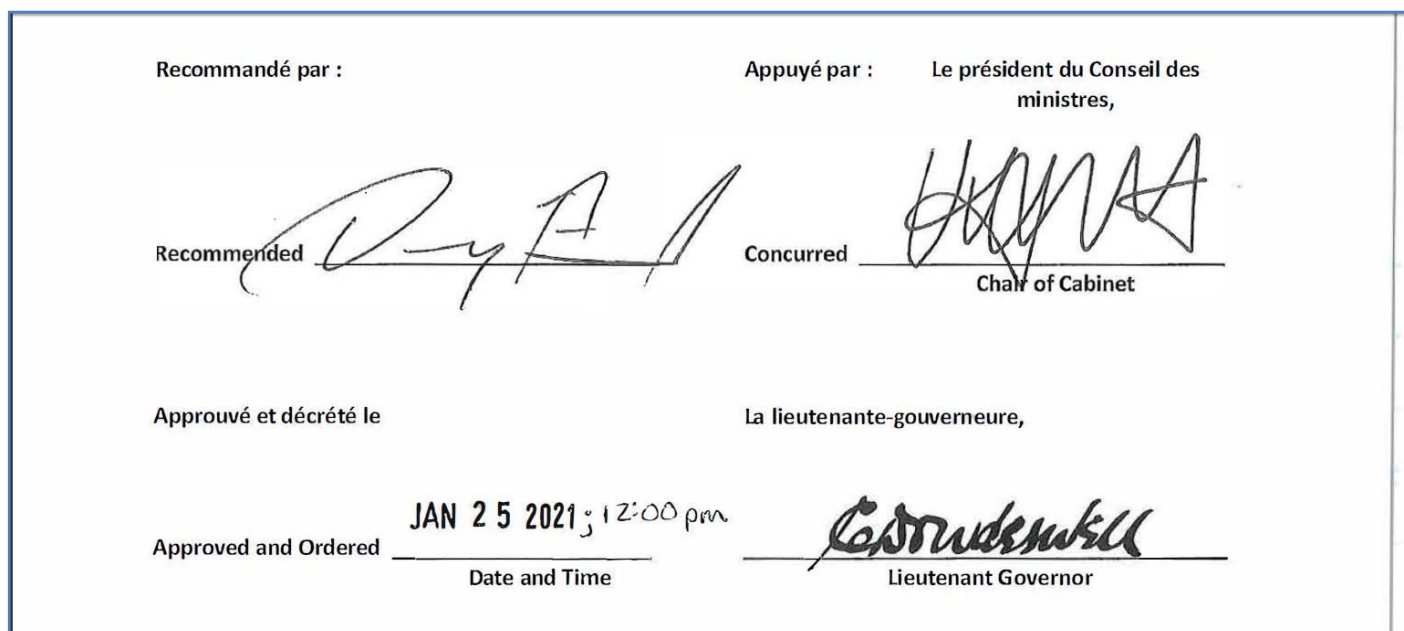 Recommandé par :
Appuyé par : Le président du Conseil des
ministres,
Recommended
Concurred
Chair of Cabinet
Approuvé et décrété le
La lieutenante-gouverneure,
JAN 25 2021; 12:00 pm
Approved and Ordered
Date and Time
Lieutenant Governor